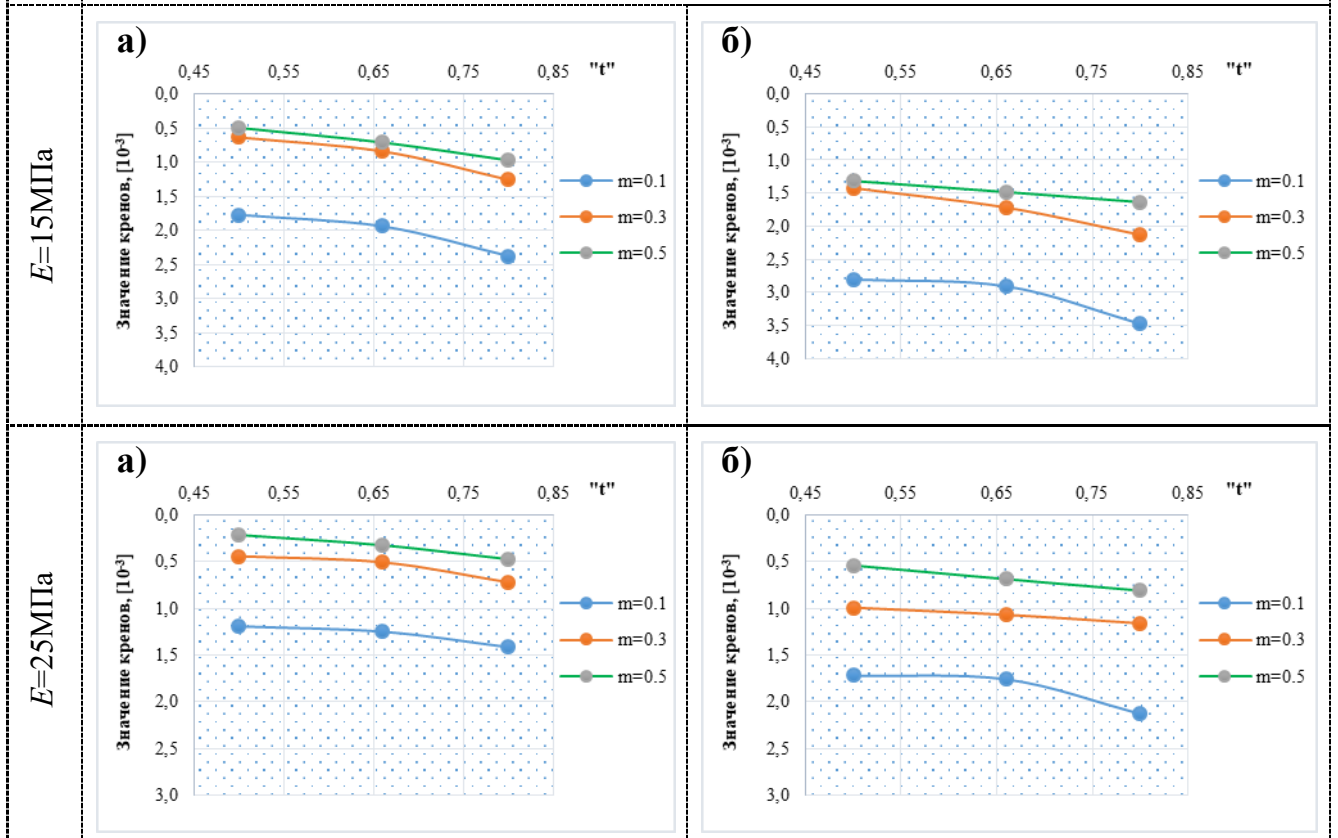 E=15МПа
а)
0,45 0,55 0,65 0,75 0,85 "t"
Значение кренов, [10⁻³]
0,0
0,5
1,0
1,5
2,0
2,5
3,0
3,5
4,0
m=0.1
m=0.3
m=0.5
б)
0,45 0,55 0,65 0,75 0,85 "t"
Значение кренов, [10⁻³]
0,0
0,5
1,0
1,5
2,0
2,5
3,0
3,5
4,0
m=0.1
m=0.3
m=0.5
E=25МПа
а)
0,45 0,55 0,65 0,75 0,85 "t"
Значение кренов, [10⁻³]
0,0
0,5
1,0
1,5
2,0
2,5
3,0
m=0.1
m=0.3
m=0.5
б)
0,45 0,55 0,65 0,75 0,85 "t"
Значение кренов, [10⁻³]
0,0
0,5
1,0
1,5
2,0
2,5
3,0
m=0.1
m=0.3
m=0.5